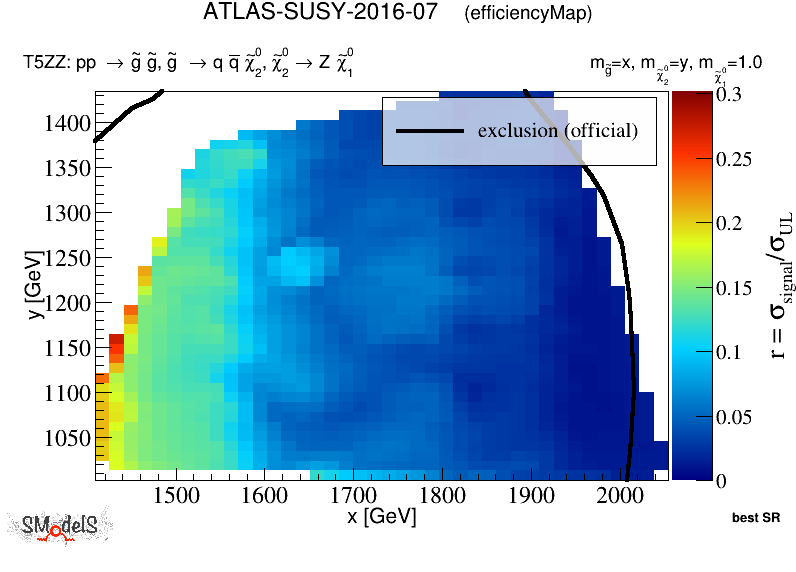 ATLAS-SUSY-2016-07 (efficiencyMap)
T5ZZ: pp → g̃ g̃, g̃ → q q̅ χ̃₂⁰, χ̃₂⁰ → Z χ̃₁⁰
m_g̃=x, m_χ̃₂⁰=y, m_χ̃₁⁰=1.0
exclusion (official)
1400
1350
1300
1250
1200
1150
1100
1050
y [GeV]
1500 1600 1700 1800 1900 2000
x [GeV]
0.3
0.25
0.2
0.15
0.1
0.05
0
r = σ_signal/σ_UL
SModelS
best SR